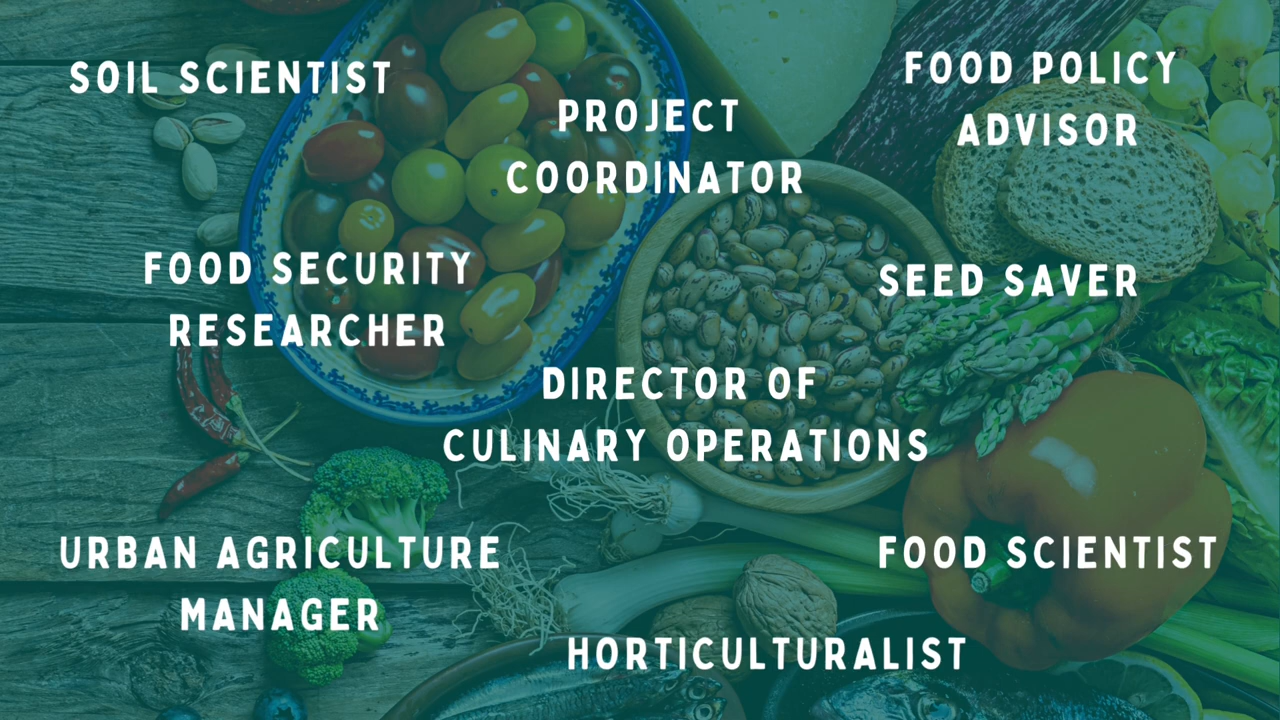 SOIL SCIENTIST
PROJECT
COORDINATOR
FOOD POLICY
ADVISOR
FOOD SECURITY
RESEARCHER
SEED SAVER
DIRECTOR OF
CULINARY OPERATIONS
URBAN AGRICULTURE
MANAGER
FOOD SCIENTIST
HORTICULTURALIST